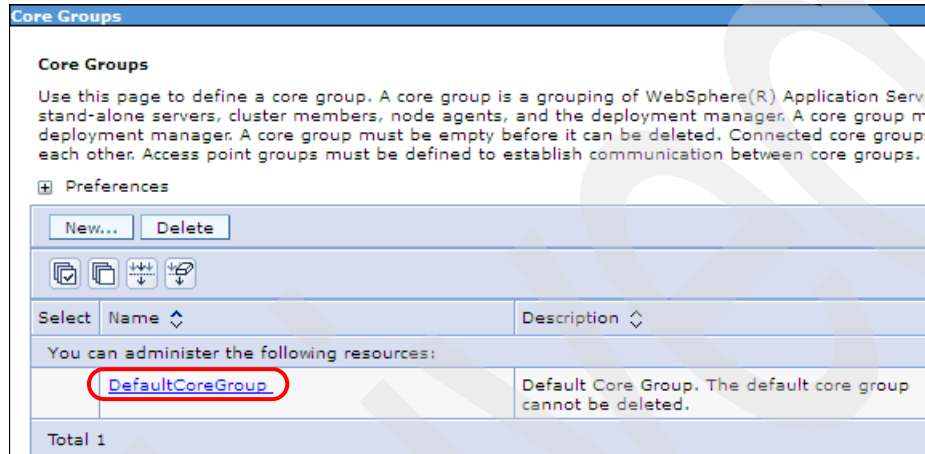 Core Groups
Core Groups
Use this page to define a core group. A core group is a grouping of WebSphere(R) Application
stand-alone servers, cluster members, node agents, and the deployment manager. A core group
deployment manager. A core group must be empty before it can be deleted. Connected core
each other. Access point groups must be defined to establish communication between core groups.
Preferences
New... Delete
Select Name Description
You can administer the following resources:
DefaultCoreGroup Default Core Group. The default core group
cannot be deleted.
Total 1